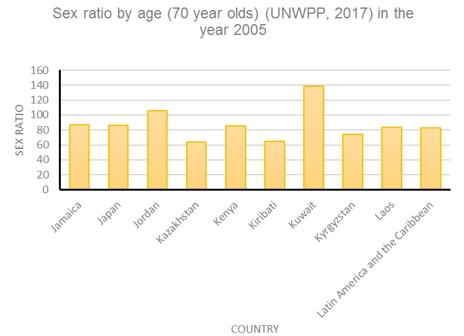 Sex ratio by age (70 year olds) (UNWPP, 2017) in the
year 2005
160
140
120
100
80
60
40
20
0
SEX RATIO
Jamaica
Japan
Jordan
Kazakhstan
Kenya
Kiribati
Kuwait
Kyrgyzstan
Laos
Latin America and the Caribbean
COUNTRY